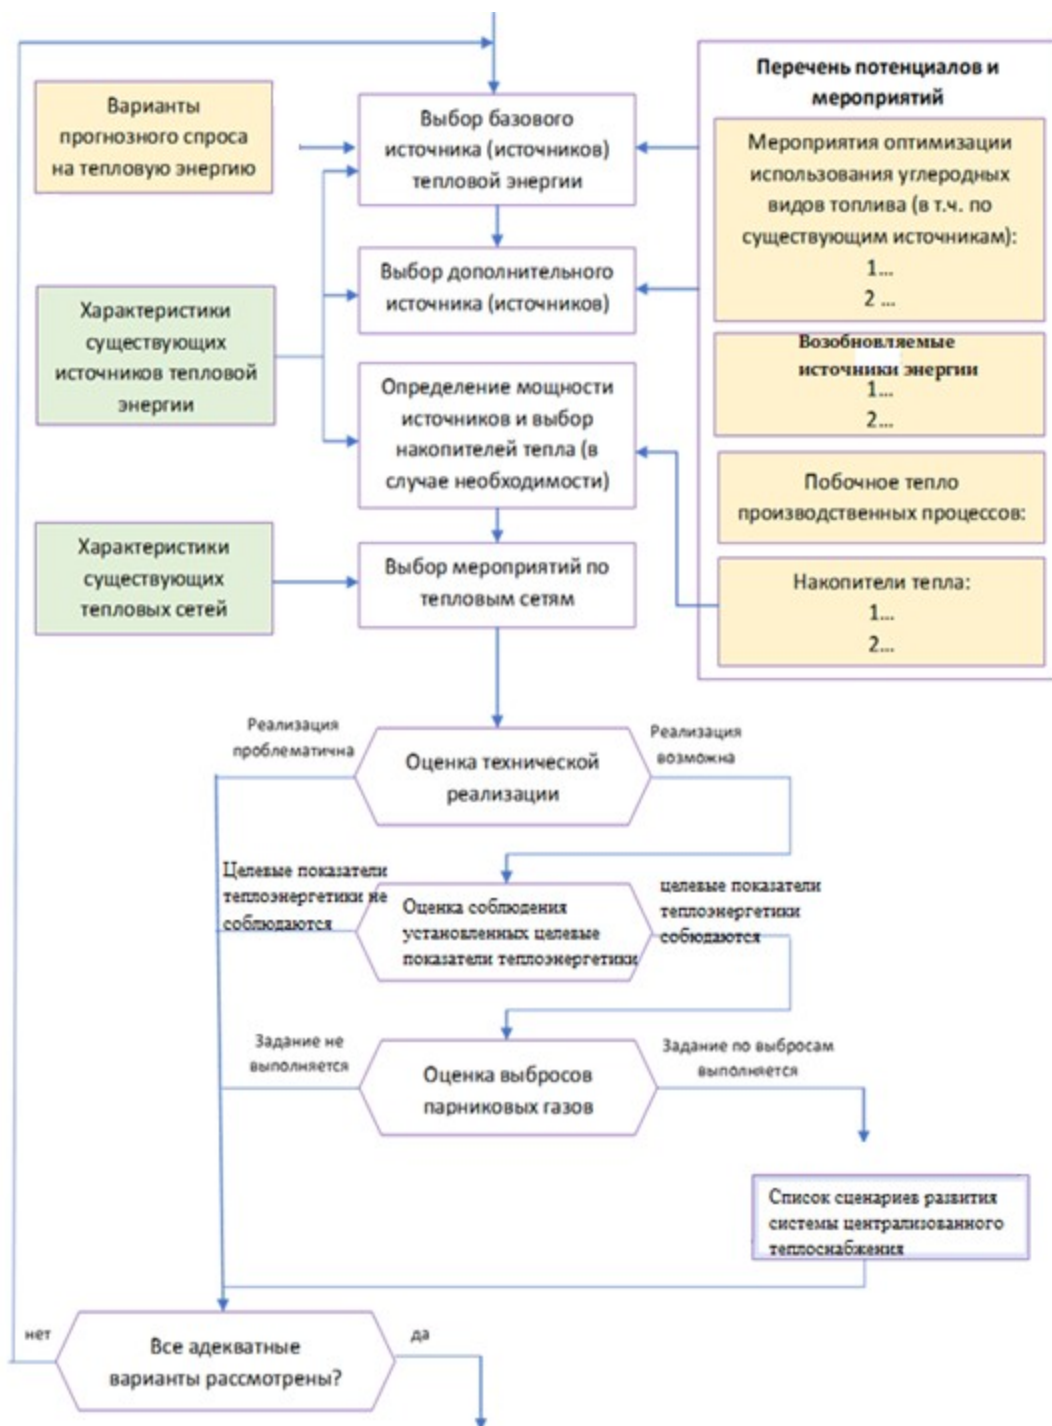 Перечень потенциалов и
мероприятий
Варианты
прогнозного спроса
на тепловую энергию
Выбор базового
источника (источников)
тепловой энергии
Мероприятия оптимизации
использования углеродных
видов топлива (в т.ч. по
существующим источникам):
1...
2 ...
Выбор дополнительного
источника (источников)
Характеристики
существующих
источников тепловой
энергии
Возобновляемые
источники энергии
1...
2...
Определение мощности
источников и выбор
накопителей тепла (в
случае необходимости)
Побочное тепло
производственных процессов:
Характеристики
существующих
тепловых сетей
Выбор мероприятий по
тепловым сетям
Накопители тепла:
1...
2...
Реализация
проблематична
Оценка технической
реализации
Реализация
возможна
Целевые показатели
теплоэнергетики не
соблюдаются
Оценка соблюдения
установленных целевые
показатели теплоэнергетики
целевые показатели
теплоэнергетики
собюдаются
Задание не
выполняется
Оценка выбросов
парниковых газов
Задание по выбросам
выполняется
Список сценариев развития
системы централизованного
теплоснабжения
нет
Все адекватные
варианты рассмотрены?
да